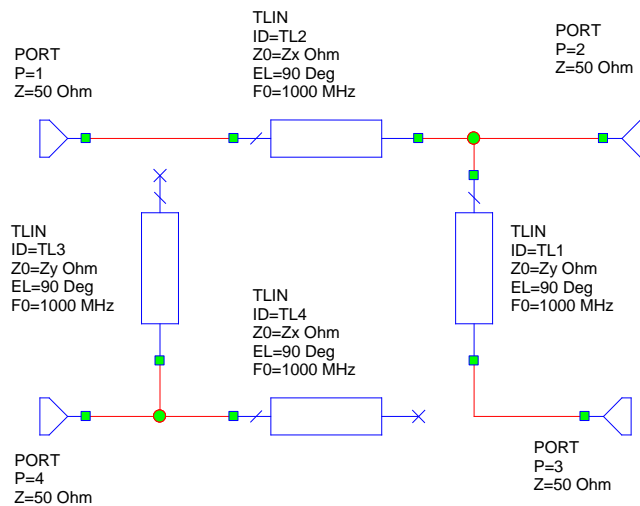 TLIN
ID=TL2
Z0=Zx Ohm
EL=90 Deg
F0=1000 MHz
PORT
P=1
Z=50 Ohm
PORT
P=2
Z=50 Ohm
TLIN
ID=TL3
Z0=Zy Ohm
EL=90 Deg
F0=1000 MHz
TLIN
ID=TL1
Z0=Zy Ohm
EL=90 Deg
F0=1000 MHz
TLIN
ID=TL4
Z0=Zx Ohm
EL=90 Deg
F0=1000 MHz
PORT
P=4
Z=50 Ohm
PORT
P=3
Z=50 Ohm